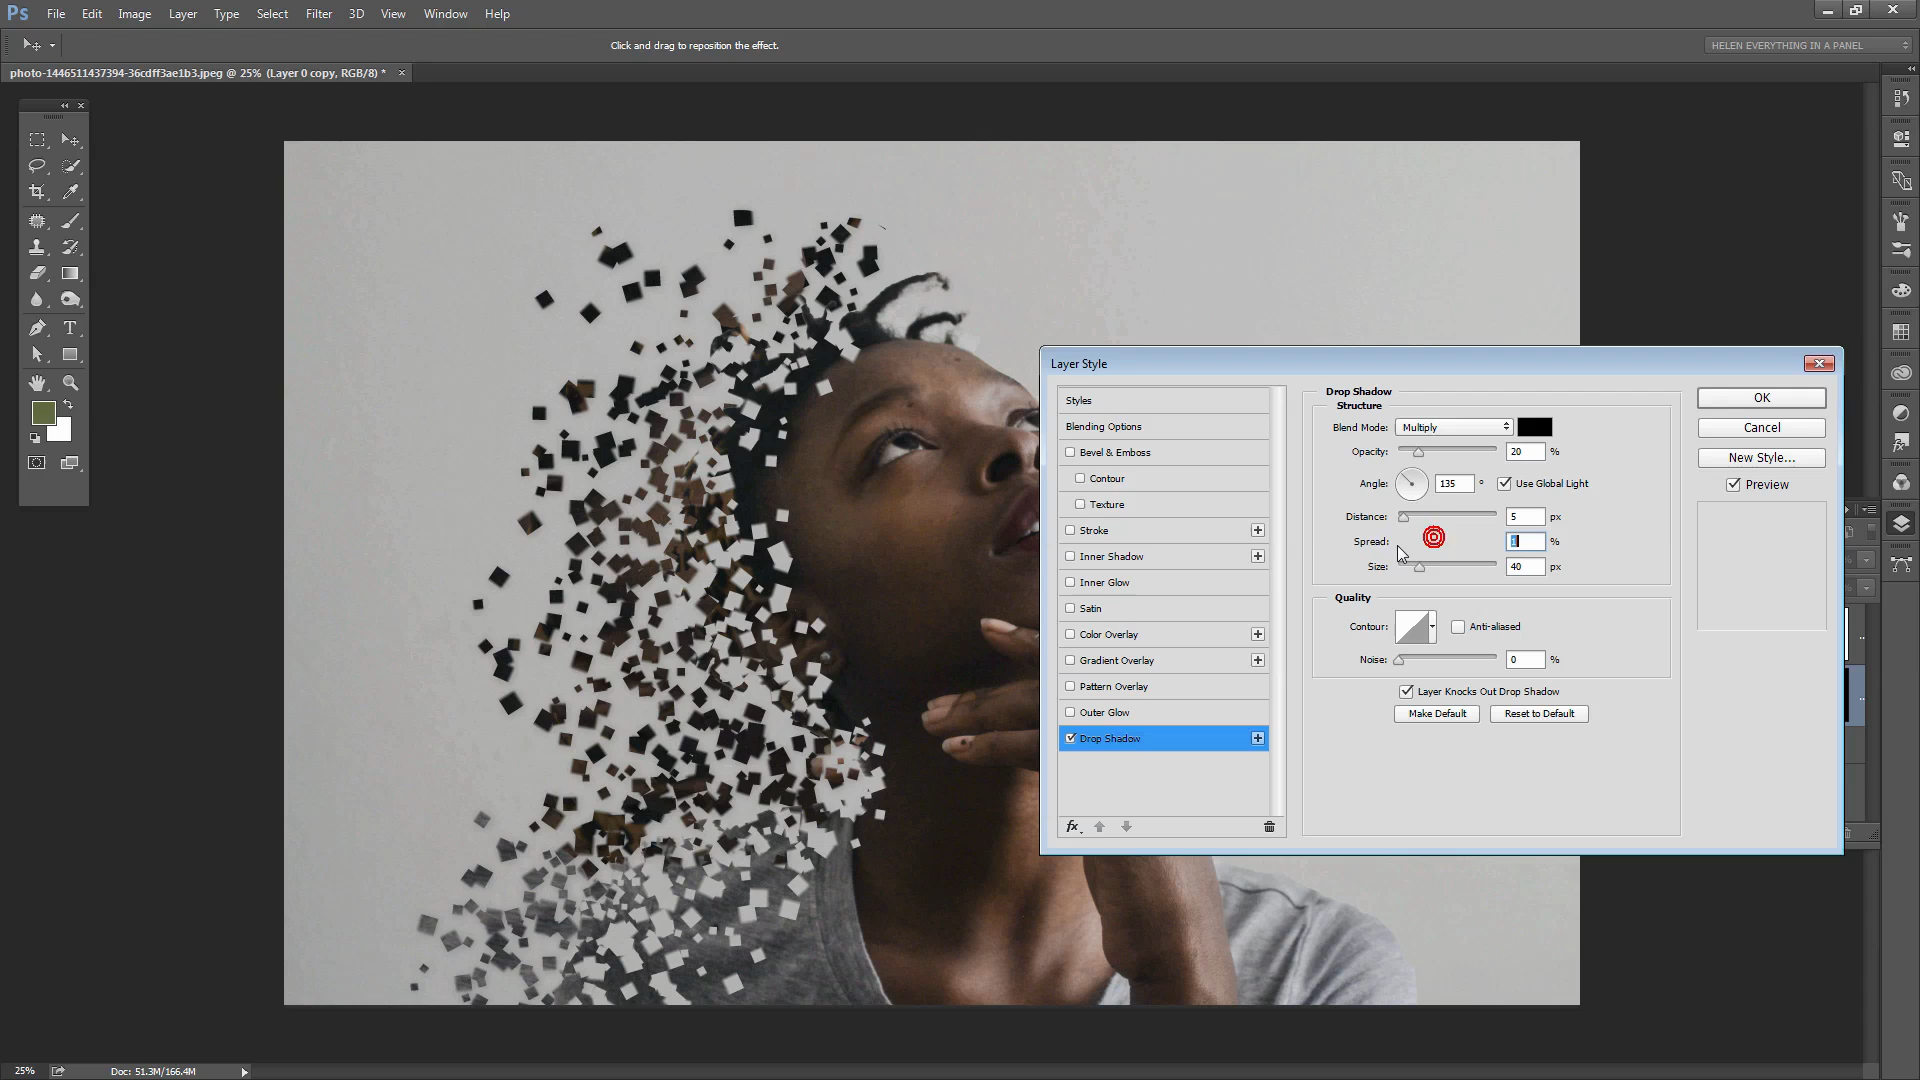 Ps File Edit Image Layer Type Select Filter 3D View Window Help
Click and drag to reposition the effect.
HELEN EVERYTHING IN A PANEL
photo-1446511437394-36cdff3ae1b3.jpeg @ 25% (Layer 0 copy, RGB/8) *
T
Layer Style
Styles
Blending Options
Bevel & Emboss
Contour
Texture
Stroke
Inner Shadow
Inner Glow
Satin
Color Overlay
Gradient Overlay
Pattern Overlay
Outer Glow
Drop Shadow
fx
Drop Shadow
Structure
Blend Mode: Multiply
Opacity: 20 %
Angle: 135 ° Use Global Light
Distance: 5 px
Spread: %
Size: 40 px
Quality
Contour: Anti-aliased
Noise: 0 %
Layer Knocks Out Drop Shadow
Make Default Reset to Default
OK
Cancel
New Style...
Preview
25% Doc: 51.3M/166.4M